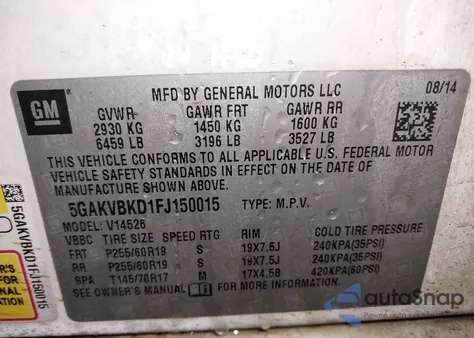 GM
MFD BY GENERAL MOTORS LLC
08/14
GVWR GAWR FRT GAWR RR
2930 KG 1450 KG 1600 KG
6459 LB 3196 LB 3527 LB
THIS VEHICLE CONFORMS TO ALL APPLICABLE U.S. FEDERAL MOTOR
VEHICLE SAFETY STANDARDS IN EFFECT ON THE DATE OF
MANUFACTURE SHOWN ABOVE.
5GAKVBKD1FJ150015 TYPE: M.P.V.
MODEL: V14526
VBBC TIRE SIZE SPEED RTG RIM COLD TIRE PRESSURE
FRT P255/60R19 S 19X7.5J 240KPA(35PSI)
RR P255/60R19 S 19X7.5J 240KPA(35PSI)
SPA T145/70R17 M 17X4.5B 420KPA(60PSI)
SEE OWNER'S MANUAL FOR MORE INFORMATION
5GAKVBKD1FJ150015
autoSnap